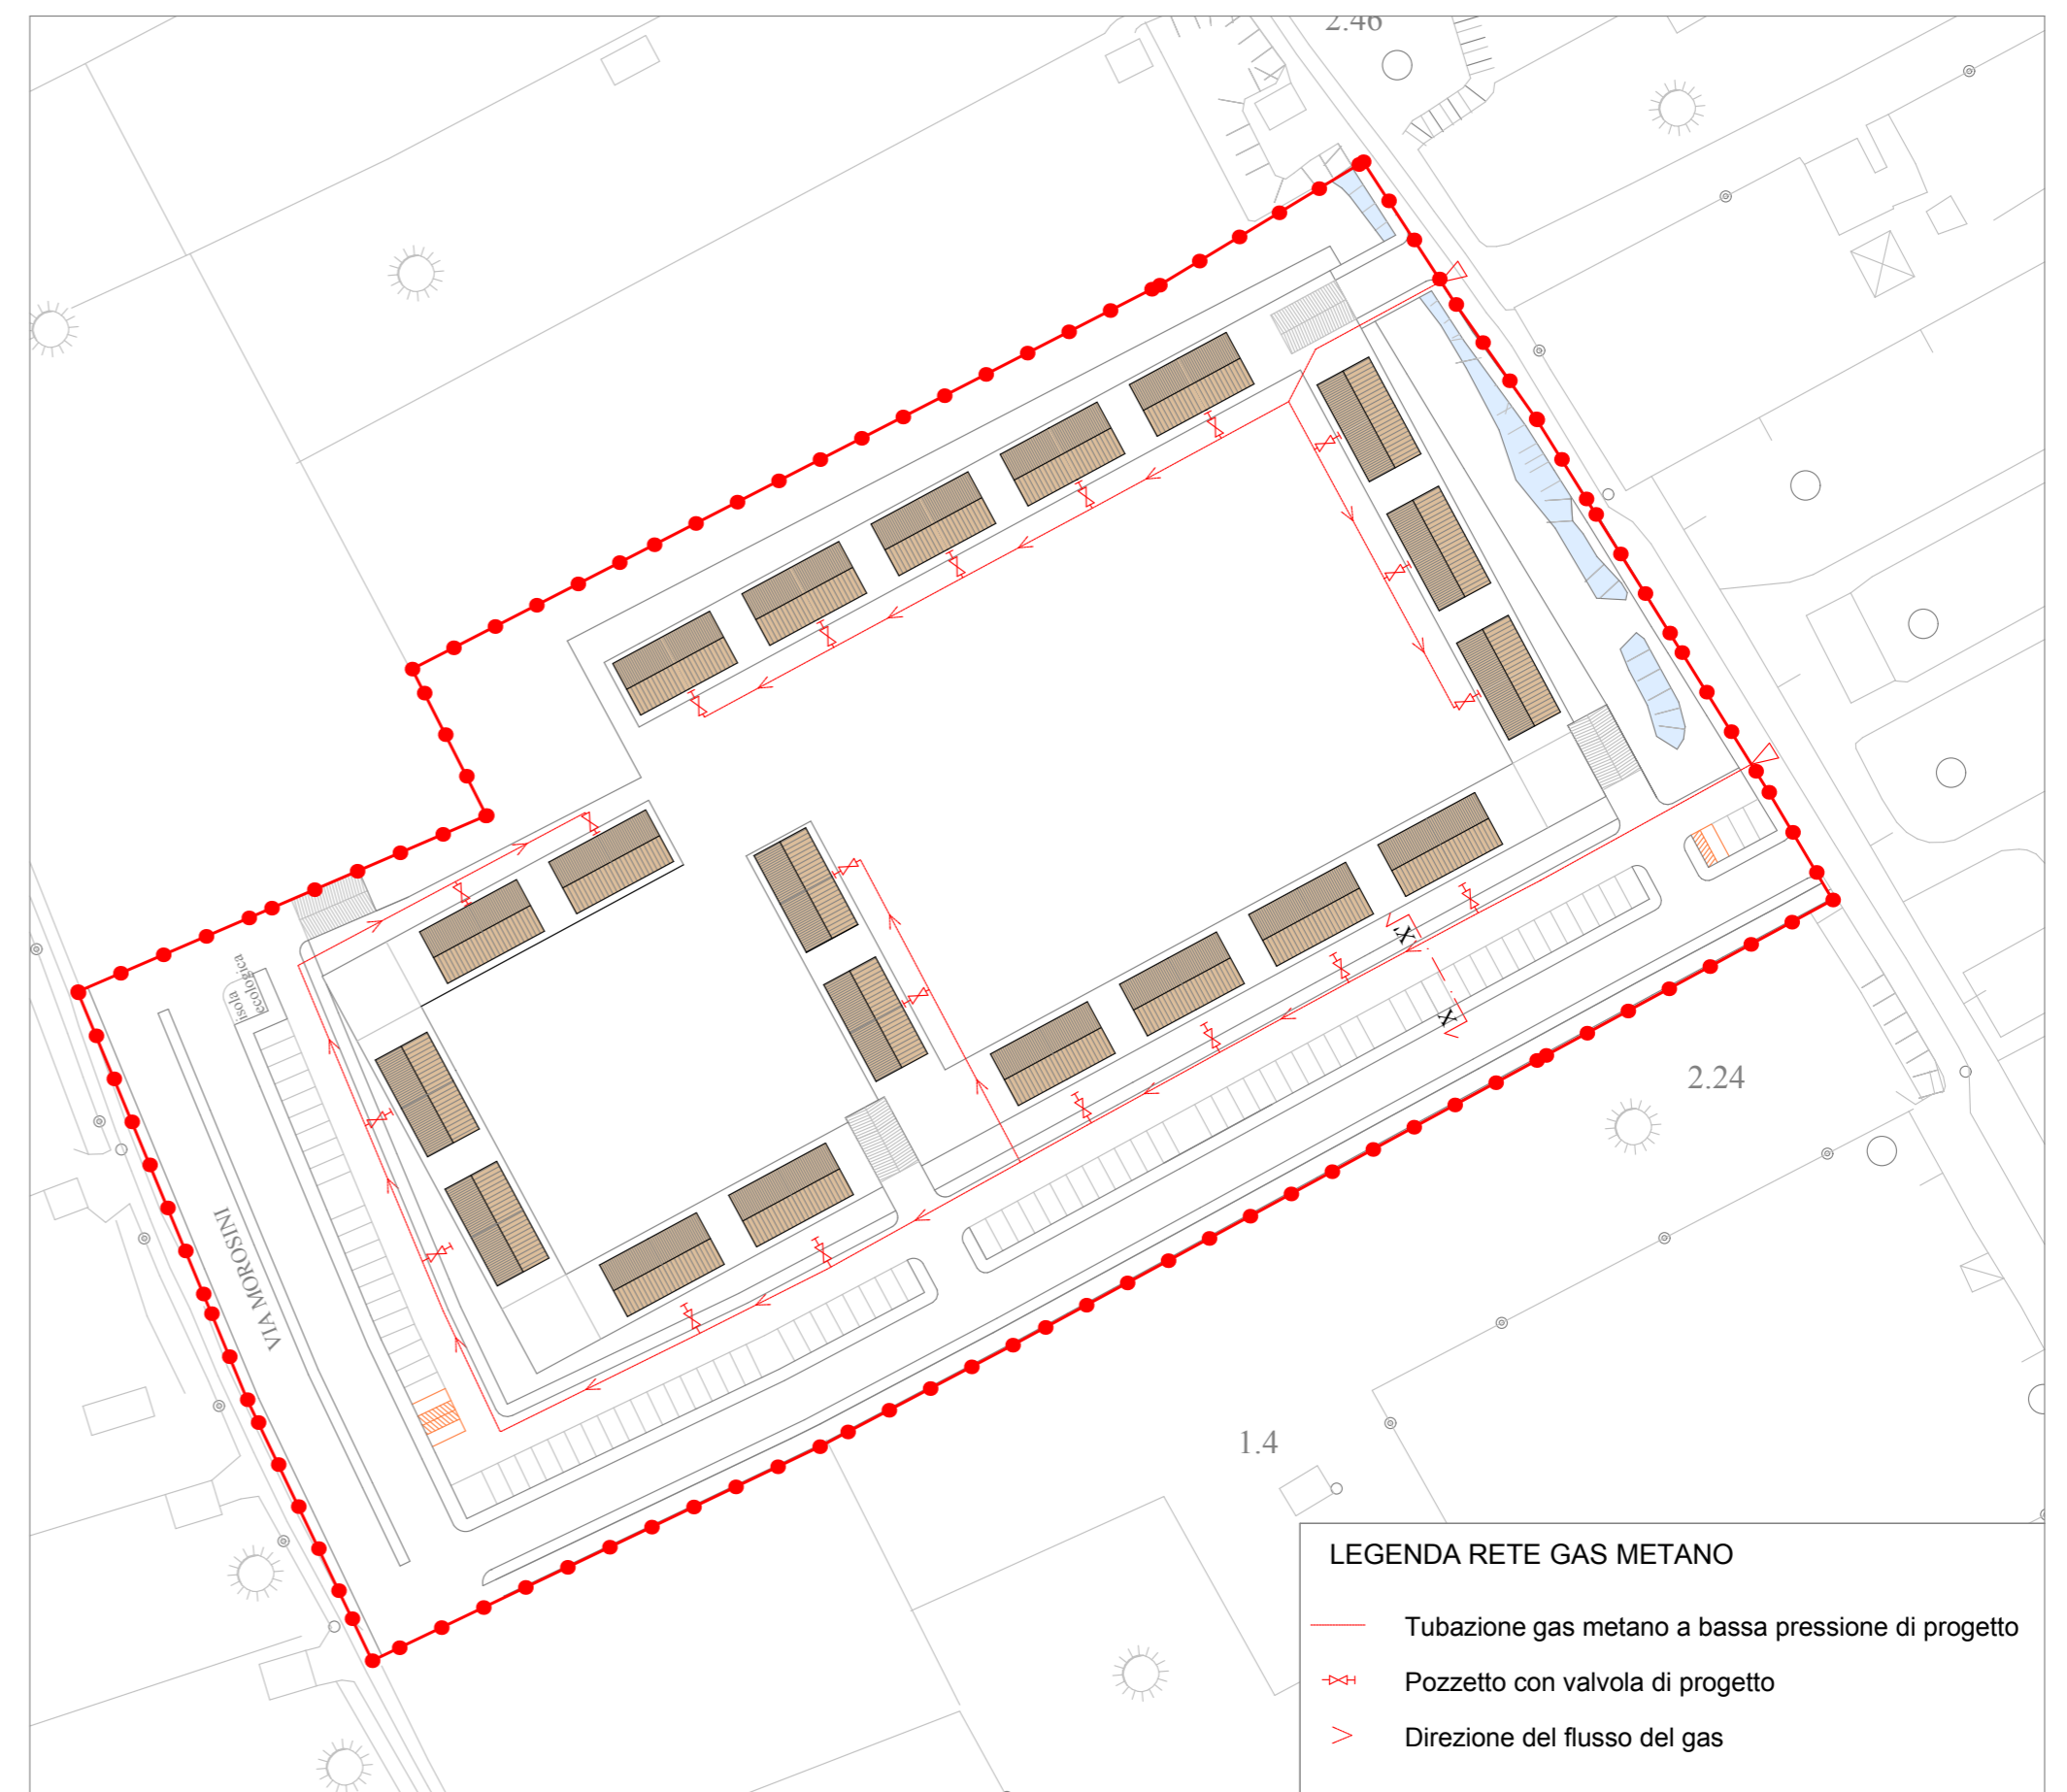 2.46
isola
ecologica
X'
X
2.24
VIA MOROSINI
1.4
LEGENDA RETE GAS METANO
Tubazione gas metano a bassa pressione di progetto
Pozzetto con valvola di progetto
Direzione del flusso del gas